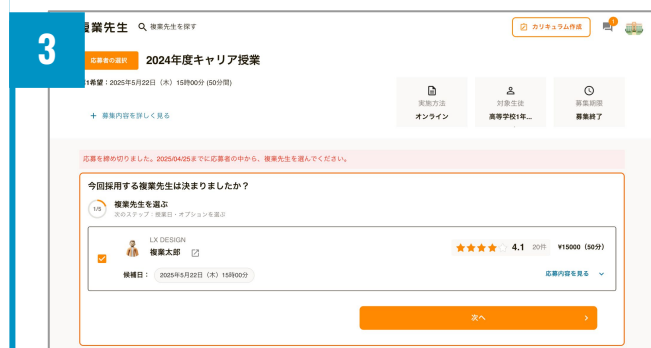 3
複業先生 複業先生を探す
カリキュラム作成
応募者の選択 2024年度キャリア授業
1希望：2025年5月22日（木）15時00分 (50分間)
＋ 募集内容を詳しく見る
実施方法
オンライン
対象生徒
高等学校1年...
募集期限
募集終了
応募を締め切りました。2025/04/25までに応募者の中から、複業先生を選んでください。
今回採用する複業先生は決まりましたか？
1/5 複業先生を選ぶ
次のステップ：授業日・オプションを選ぶ
LX DESIGN
複業太郎
4.1 20件 ¥15000（50分）
候補日： 2025年5月22日（木）15時00分
応募内容を見る
次へ